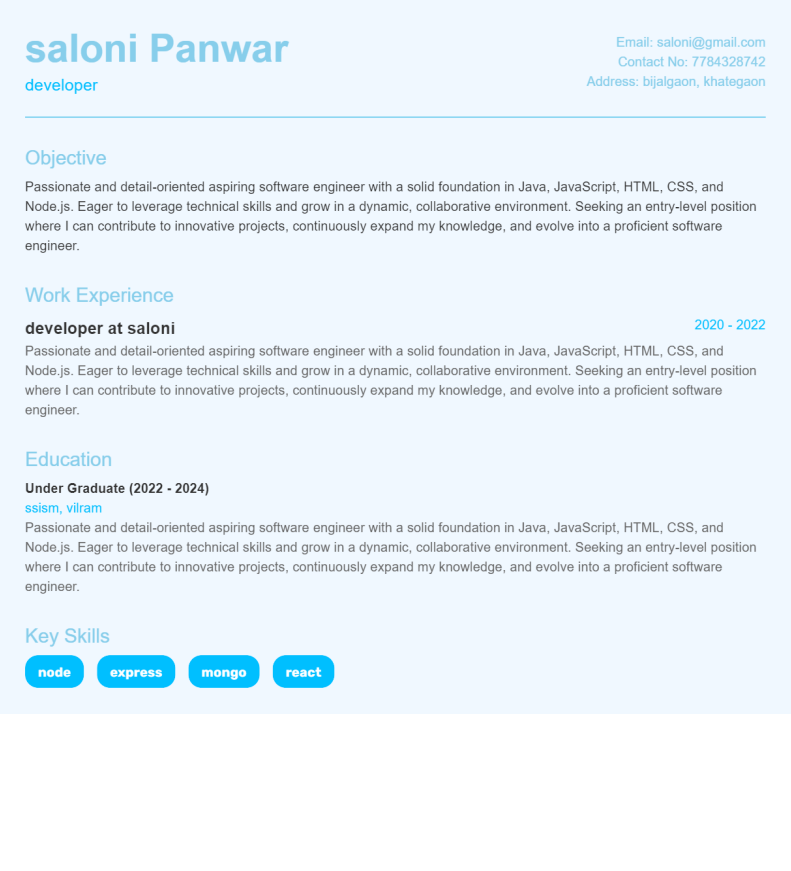 saloni Panwar
developer
Email: saloni@gmail.com
Contact No: 7784328742
Address: bijalgaon, khategaon
Objective
Passionate and detail-oriented aspiring software engineer with a solid foundation in Java, JavaScript, HTML, CSS, and
Node.js. Eager to leverage technical skills and grow in a dynamic, collaborative environment. Seeking an entry-level position
where I can contribute to innovative projects, continuously expand my knowledge, and evolve into a proficient software
engineer.
Work Experience
developer at saloni
2020 - 2022
Passionate and detail-oriented aspiring software engineer with a solid foundation in Java, JavaScript, HTML, CSS, and
Node.js. Eager to leverage technical skills and grow in a dynamic, collaborative environment. Seeking an entry-level position
where I can contribute to innovative projects, continuously expand my knowledge, and evolve into a proficient software
engineer.
Education
Under Graduate (2022 - 2024)
ssism, vilram
Passionate and detail-oriented aspiring software engineer with a solid foundation in Java, JavaScript, HTML, CSS, and
Node.js. Eager to leverage technical skills and grow in a dynamic, collaborative environment. Seeking an entry-level position
where I can contribute to innovative projects, continuously expand my knowledge, and evolve into a proficient software
engineer.
Key Skills
node express mongo react